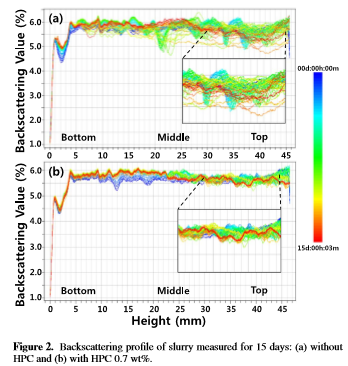 (a)
Backscattering Value (%)
6.0
5.0
4.0
3.0
2.0
1.0
Bottom Middle Top
0 5 10 15 20 25 30 35 40 45
00d:00h:00m
15d:00h:03m
(b)
Backscattering Value (%)
6.0
5.0
4.0
3.0
2.0
1.0
Bottom Middle Top
0 5 10 15 20 25 30 35 40 45
Height (mm)
Figure 2. Backscattering profile of slurry measured for 15 days: (a) without
HPC and (b) with HPC 0.7 wt%.